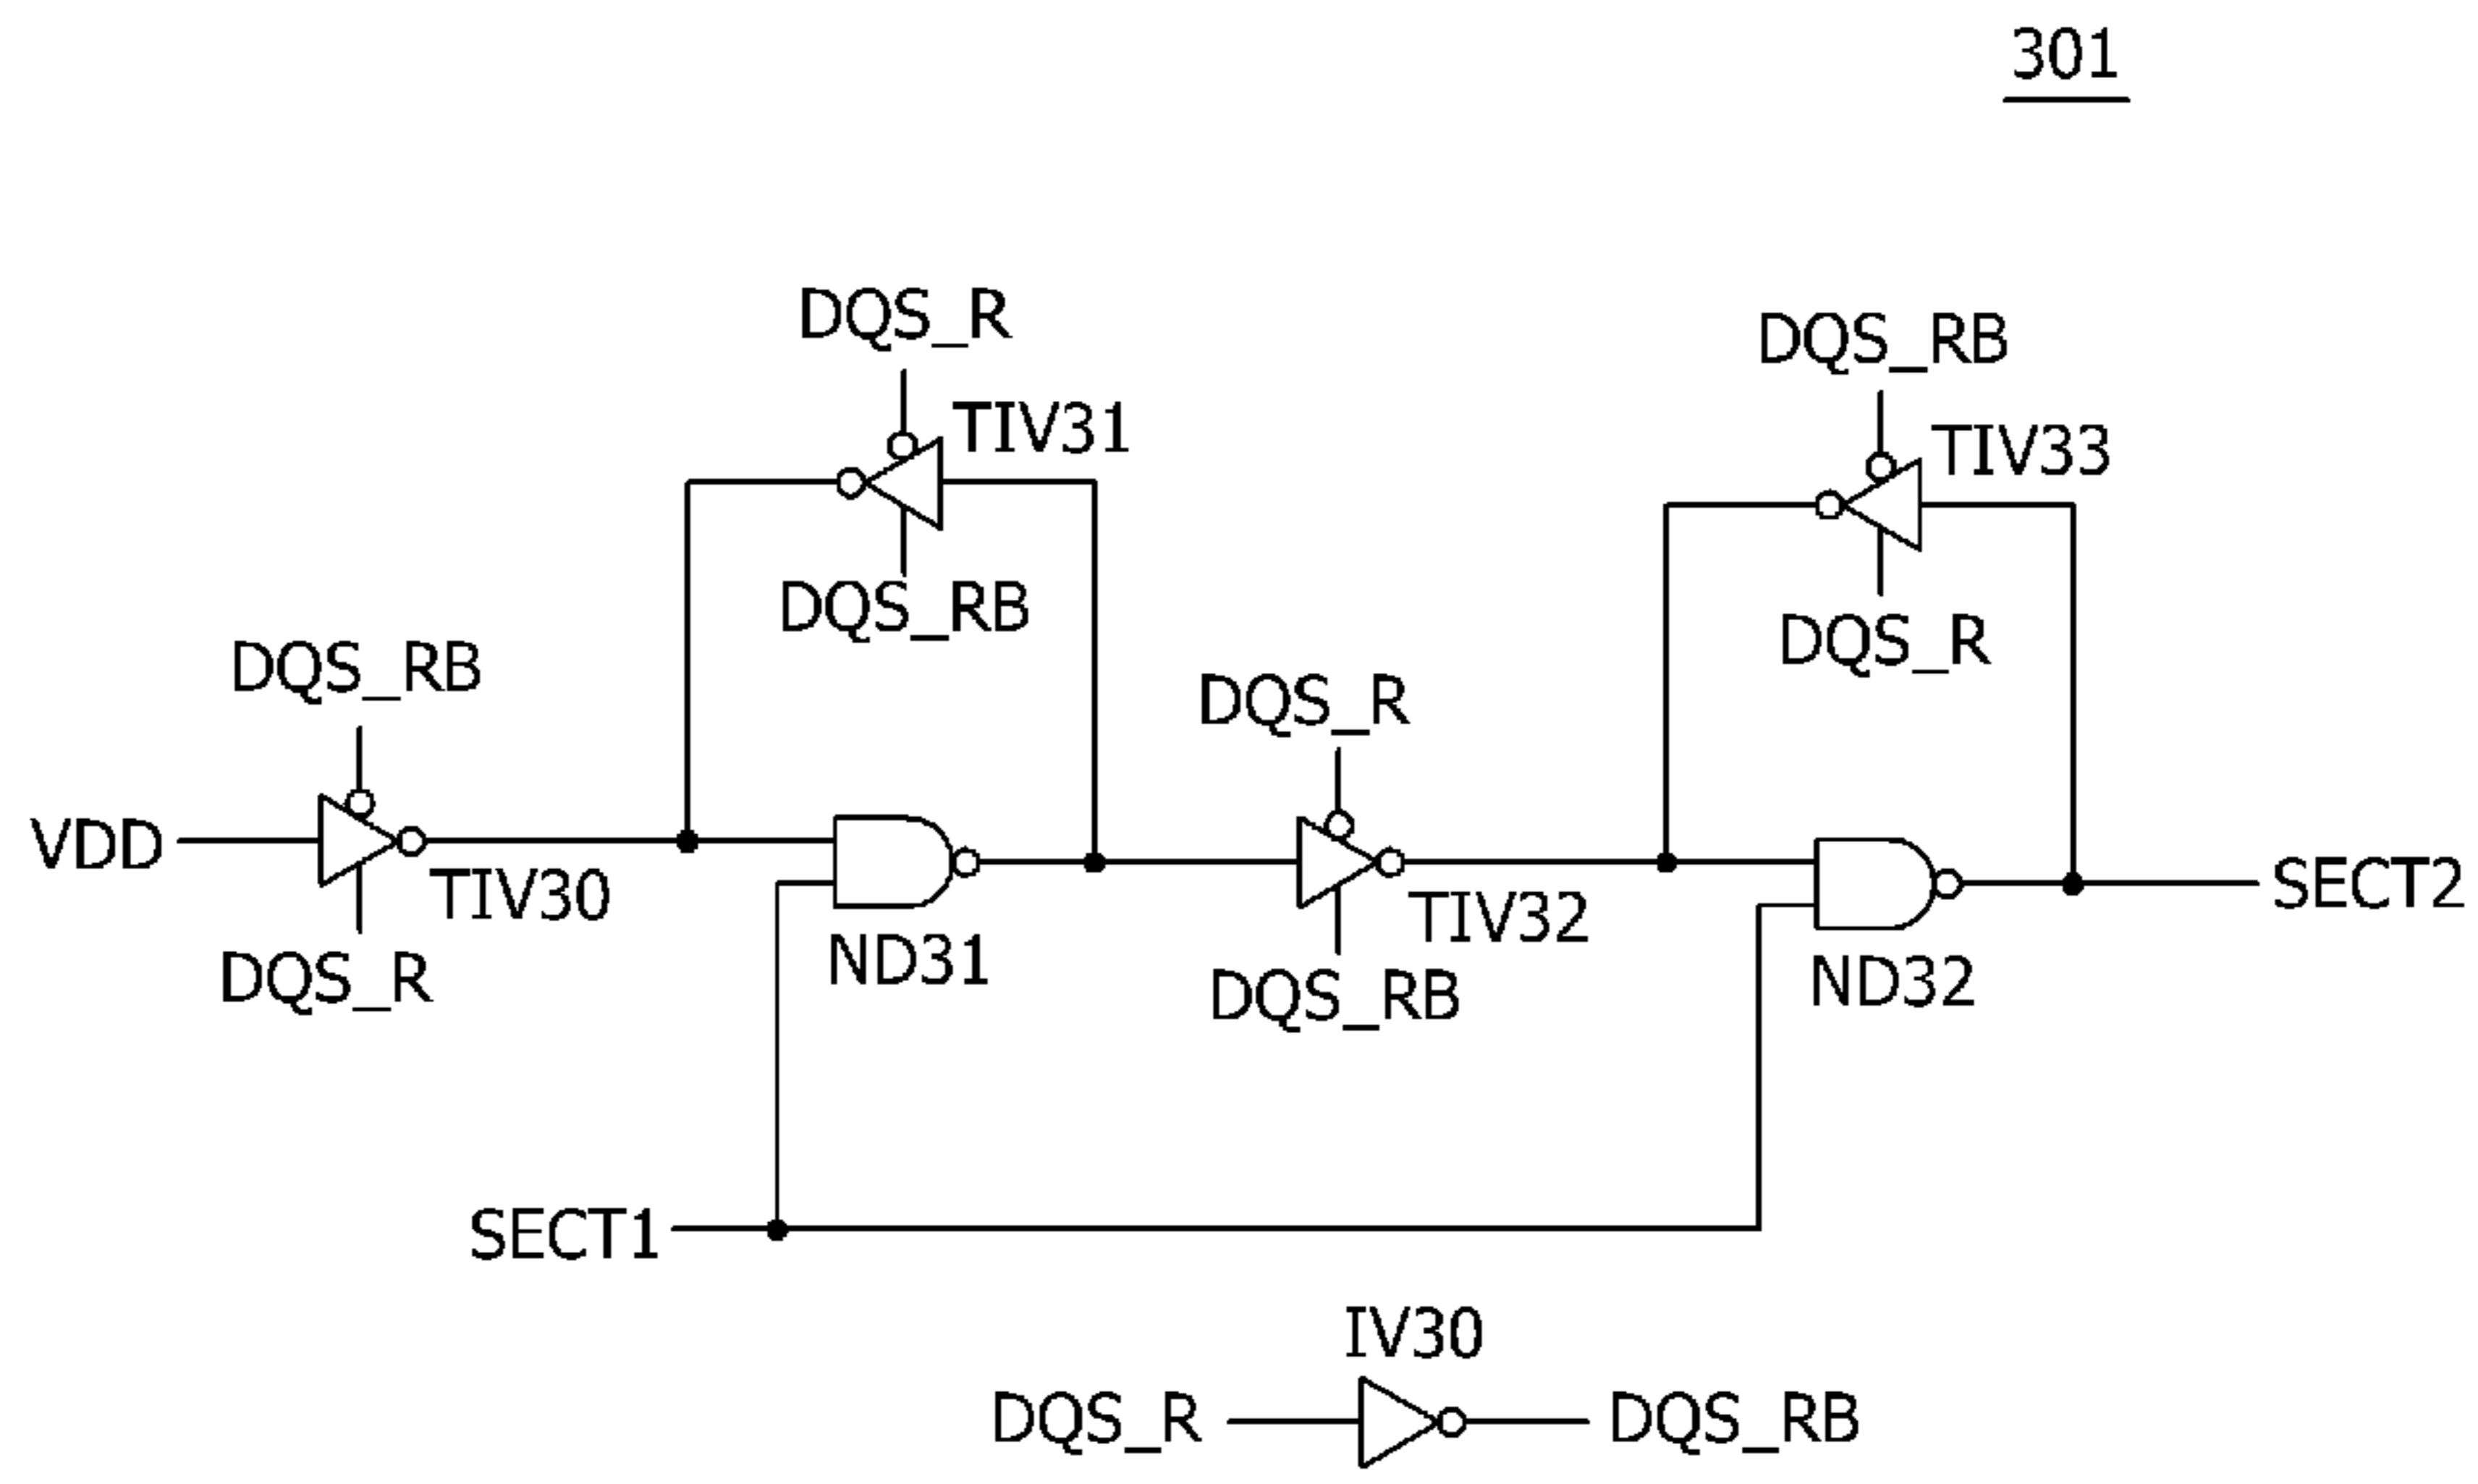 301
DQS_R
DQS_RB
TIV31
TIV33
DQS_RB
DQS_R
DQS_RB
DQS_R
VDD
TIV30
SECT2
TIV32
ND31
ND32
DQS_R
DQS_RB
SECT1
IV30
DQS_R
DQS_RB